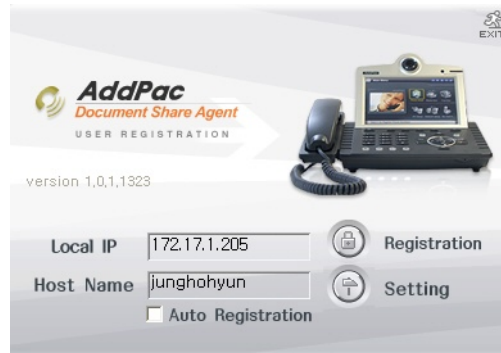 EXIT
AddPac
Document Share Agent
USER REGISTRATION
version 1,0,1,1323
Local IP 172.17.1.205 Registration
Host Name junghohyun Setting
Auto Registration